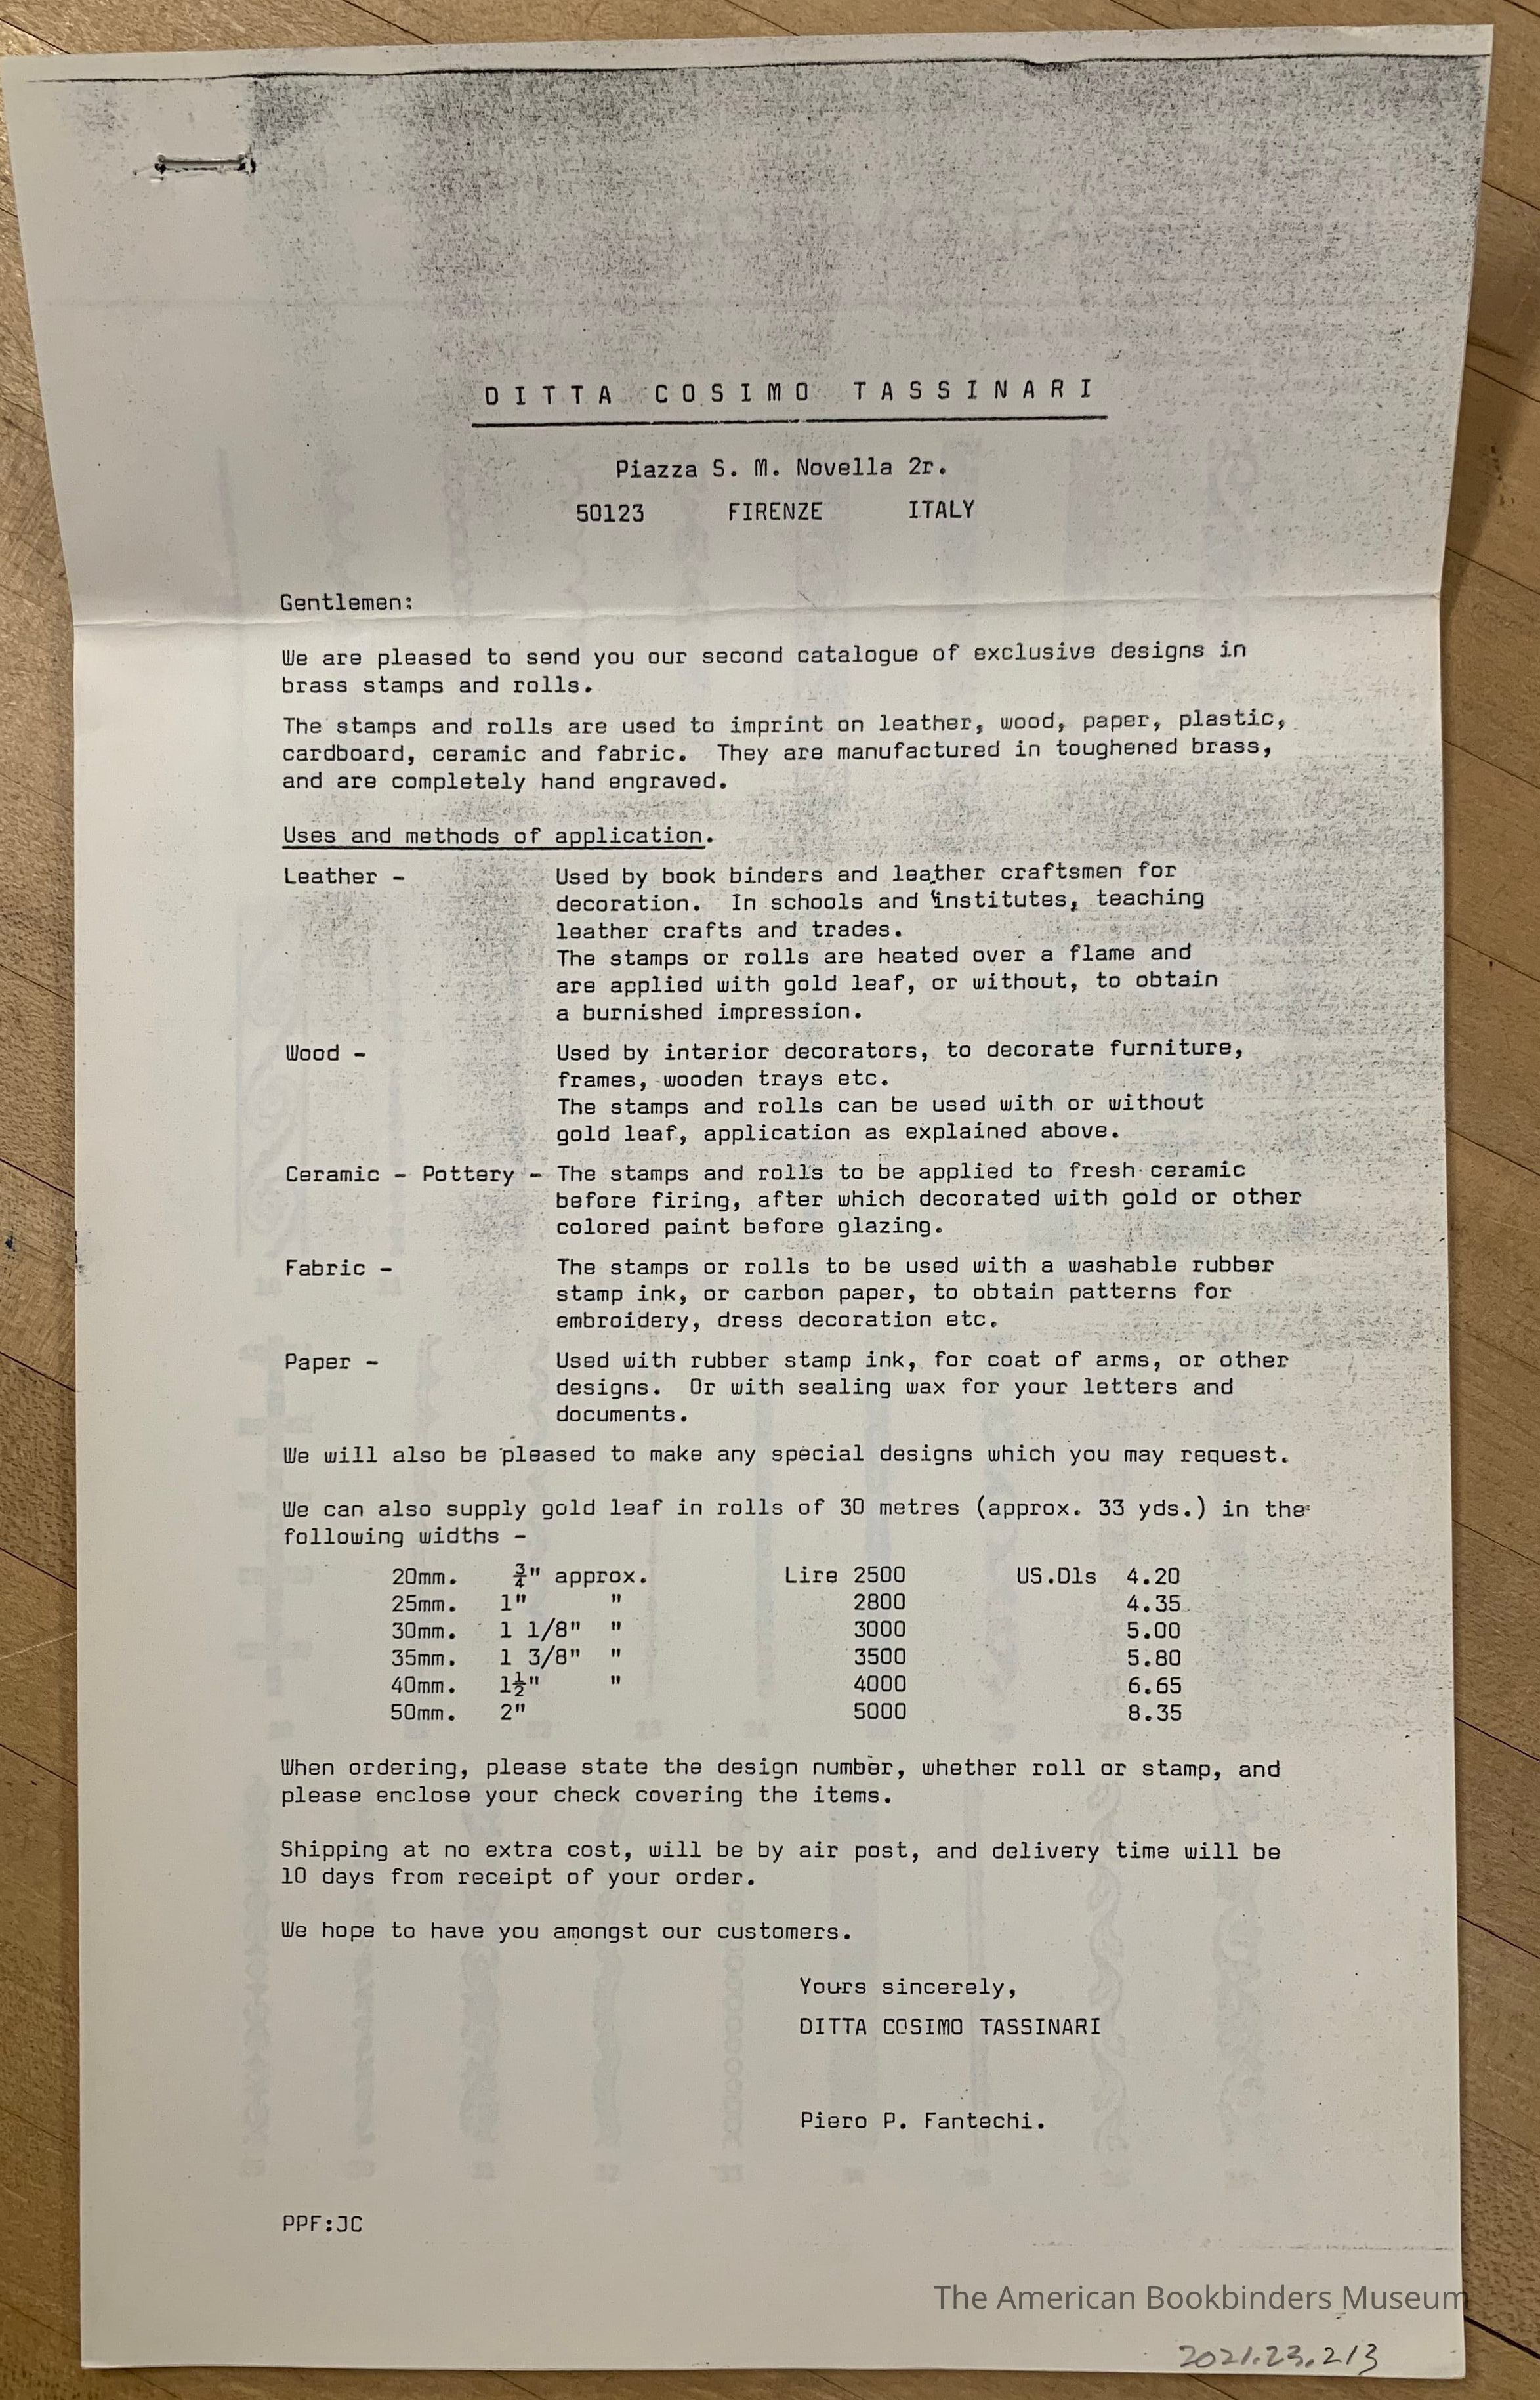 DITTA COSIMO TASSINARI
Piazza S. M. Novella 2r.
50123 FIRENZE ITALY
Gentlemen:
We are pleased to send you our second catalogue of exclusive designs in
brass stamps and rolls.
The stamps and rolls are used to imprint on leather, wood, paper, plastic,
cardboard, ceramic and fabric. They are manufactured in toughened brass,
and are completely hand engraved.
Uses and methods of application.
Leather - Used by book binders and leather craftsmen for
decoration. In schools and institutes, teaching
leather crafts and trades.
The stamps or rolls are heated over a flame and
are applied with gold leaf, or without, to obtain
a burnished impression.
Wood - Used by interior decorators, to decorate furniture,
frames, wooden trays etc.
The stamps and rolls can be used with or without
gold leaf, application as explained above.
Ceramic - Pottery - The stamps and rolls to be applied to fresh ceramic
before firing, after which decorated with gold or other
colored paint before glazing.
Fabric - The stamps or rolls to be used with a washable rubber
stamp ink, or carbon paper, to obtain patterns for
embroidery, dress decoration etc.
Paper - Used with rubber stamp ink, for coat of arms, or other
designs. Or with sealing wax for your letters and
documents.
We will also be pleased to make any special designs which you may request.
We can also supply gold leaf in rolls of 30 metres (approx. 33 yds.) in the
following widths -
20mm. ¾" approx. Lire 2500 US.Dls 4.20
25mm. 1" " 2800 4.35
30mm. 1 1/8" " 3000 5.00
35mm. 1 3/8" " 3500 5.80
40mm. 1½" " 4000 6.65
50mm. 2" 5000 8.35
When ordering, please state the design number, whether roll or stamp, and
please enclose your check covering the items.
Shipping at no extra cost, will be by air post, and delivery time will be
10 days from receipt of your order.
We hope to have you amongst our customers.
Yours sincerely,
DITTA COSIMO TASSINARI
Piero P. Fantechi.
PPF:JC
The American Bookbinders Museum
2021.23.213